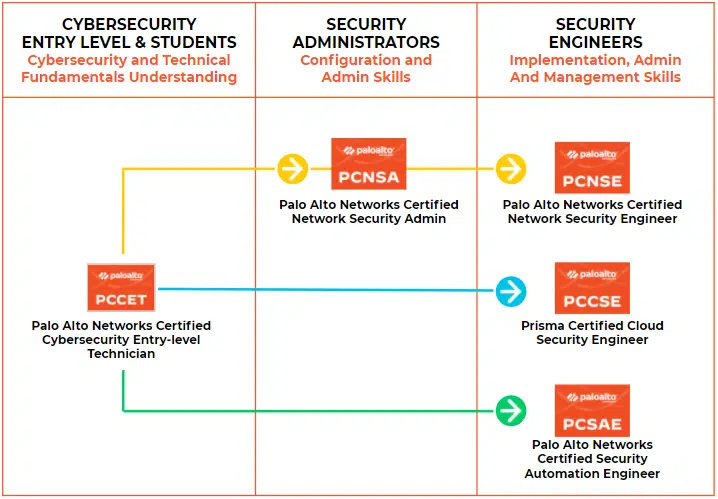 CYBERSECURITY
ENTRY LEVEL & STUDENTS
Cybersecurity and Technical
Fundamentals Understanding
SECURITY
ADMINISTRATORS
Configuration and
Admin Skills
SECURITY
ENGINEERS
Implementation, Admin
And Management Skills
paloalto
PCNSA
Palo Alto Networks Certified
Network Security Admin
paloalto
PCNSE
Palo Alto Networks Certified
Network Security Engineer
paloalto
PCCET
Palo Alto Networks Certified
Cybersecurity Entry-level
Technician
paloalto
PCCSE
Prisma Certified Cloud
Security Engineer
paloalto
PCSAE
Palo Alto Networks
Certified Security
Automation Engineer